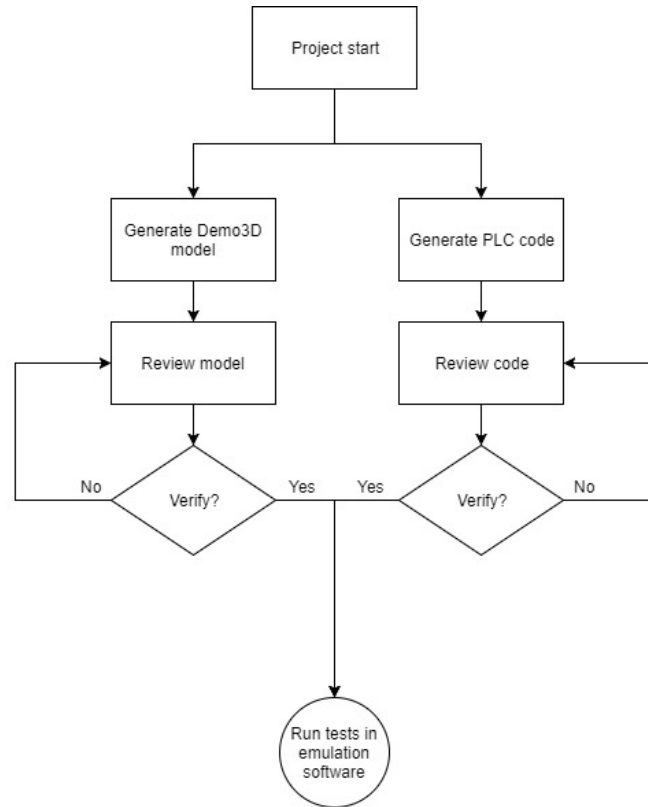 Project start
Generate Demo3D
model
Generate PLC code
Review model
Review code
No
Verify?
Yes
Yes
Verify?
No
Run tests in
emulation
software